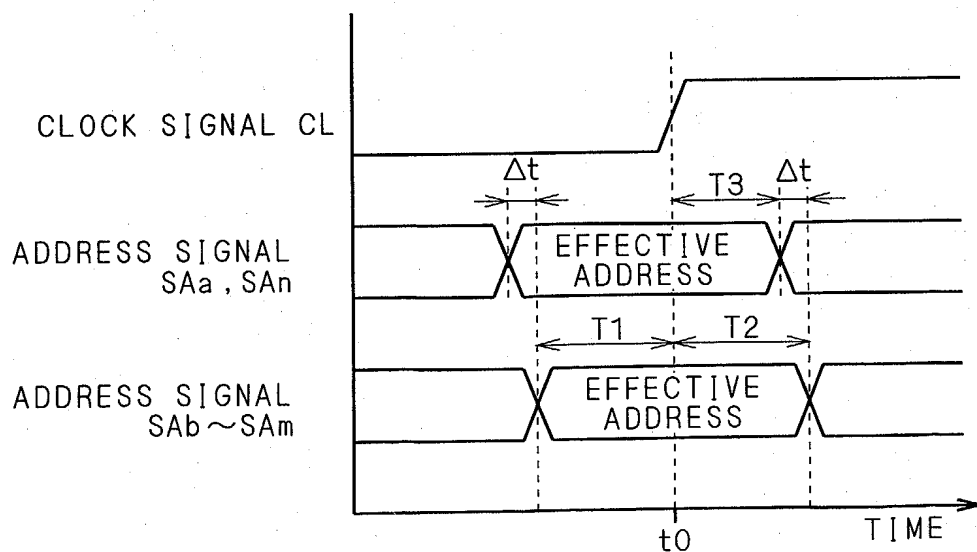 CLOCK SIGNAL CL
Δt
T3
Δt
ADDRESS SIGNAL
SAa, SAn
EFFECTIVE
ADDRESS
T1
T2
ADDRESS SIGNAL
SAb~SAm
EFFECTIVE
ADDRESS
t0
TIME